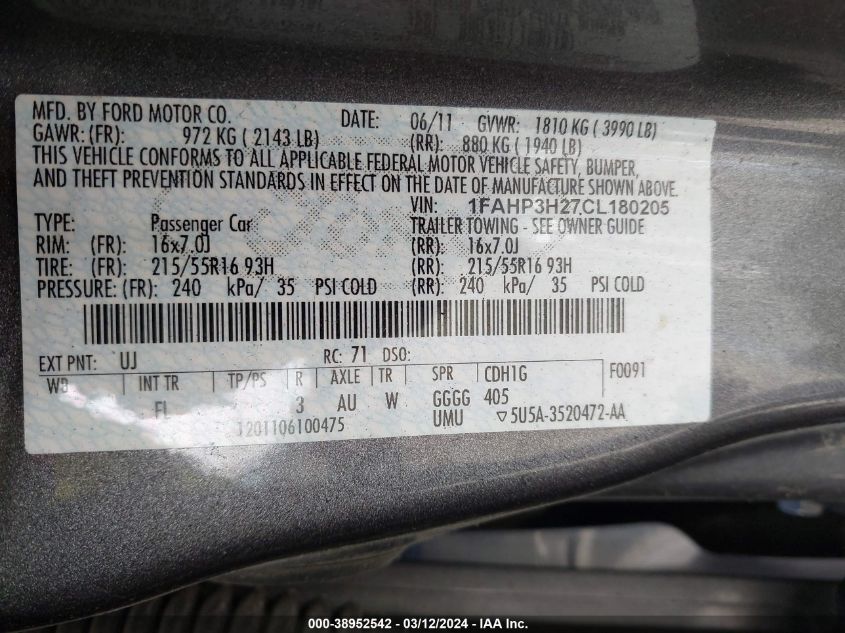 MFD. BY FORD MOTOR CO. DATE: 06/11 GVWR: 1810 KG ( 3990 LB)
GAWR: (FR): 972 KG ( 2143 LB) (RR): 880 KG ( 1940 LB)
THIS VEHICLE CONFORMS TO ALL APPLICABLE FEDERAL MOTOR VEHICLE SAFETY, BUMPER,
AND THEFT PREVENTION STANDARDS IN EFFECT ON THE DATE OF MANUFACTURE SHOWN ABOVE.
VIN: 1FAHP3H27CL180205
TYPE: Passenger Car TRAILER TOWING - SEE OWNER GUIDE
RIM: (FR): 16x7.0J (RR): 16x7.0J
TIRE: (FR): 215/55R16 93H (RR): 215/55R16 93H
PRESSURE: (FR): 240 kPa/ 35 PSI COLD (RR): 240 kPa/ 35 PSI COLD
EXT PNT: UJ RC: 71 DSO: F0091
WB INT TR TP/PS R AXLE TR SPR CDH1G
FL 3 AU W GGGG 405
1201106100475 UMU ▽5U5A-3520472-AA
000-38952542 - 03/12/2024 - IAA Inc.